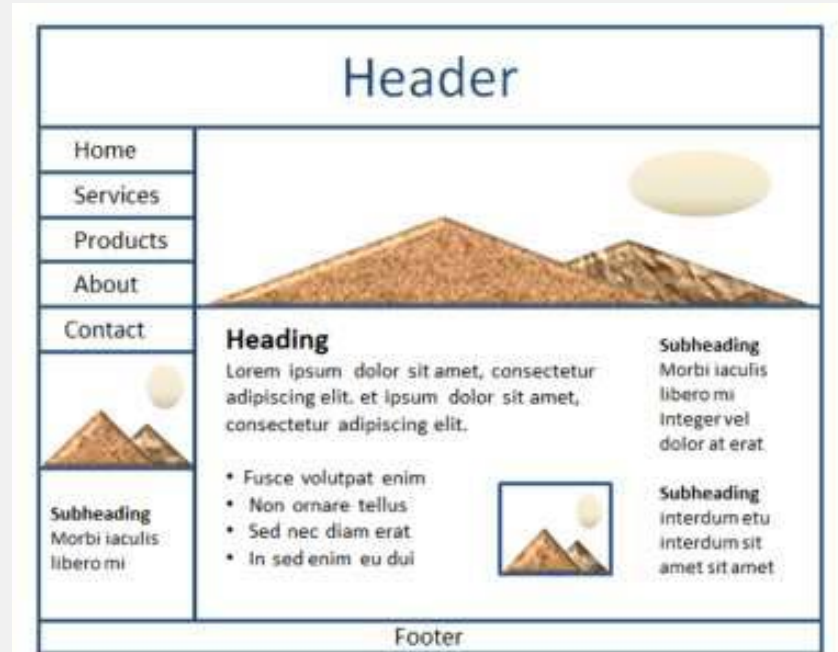 Header
Home
Services
Products
About
Contact
Subheading
Morbi iaculis
libero mi
Heading
Lorem ipsum dolor sit amet, consectetur
adipiscing elit. et ipsum dolor sit amet,
consectetur adipiscing elit.
• Fusce volutpat enim
• Non ornare tellus
• Sed nec diam erat
• In sed enim eu dui
Subheading
Morbi iaculis
libero mi
Integer vel
dolor at erat
Subheading
interdum etu
interdum sit
amet sit amet
Footer